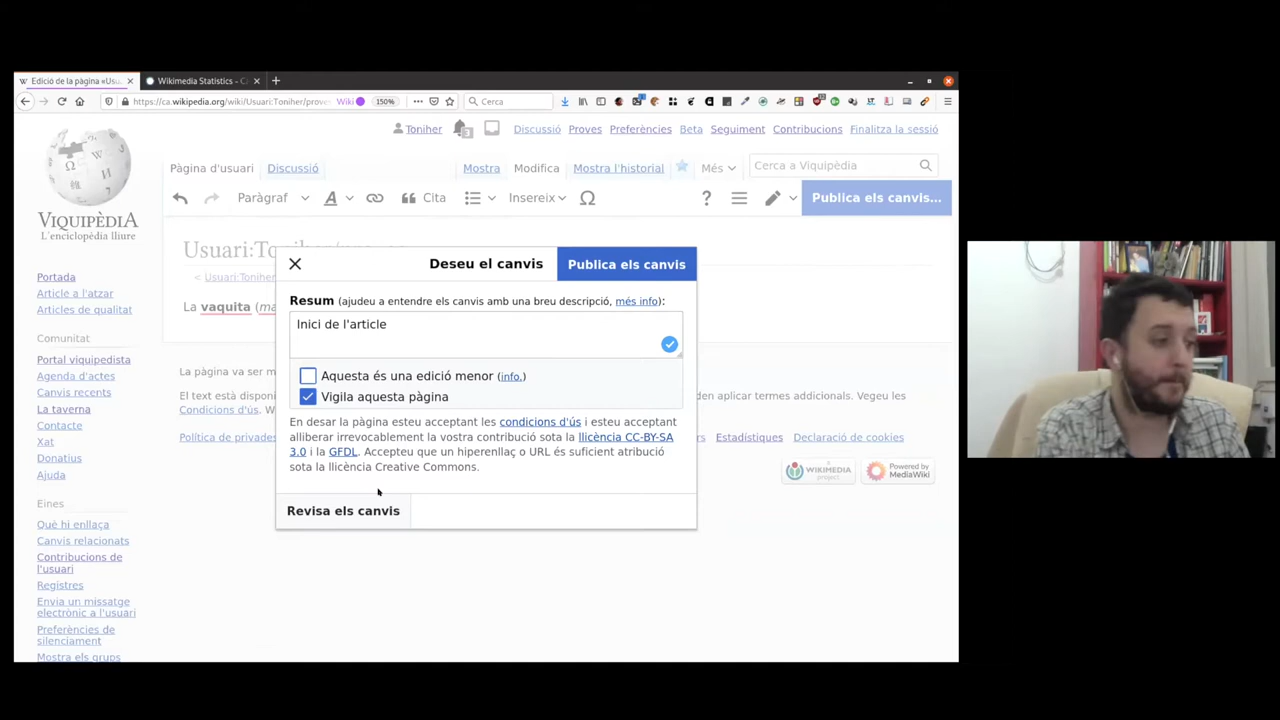 Edició de la pàgina «Usu
Wikimedia Statistics - C
https://ca.wikipedia.org/wiki/Usuari:Toniher/prove
Wiki
150%
Cerca
Toniher
3
Discussió
Proves
Preferències
Beta
Seguiment
Contribucions
Finalitza la sessió
Pàgina d'usuari
Discussió
Mostra
Modifica
Mostra l'historial
Més
Cerca a Viquipèdia
Paràgraf
A
Cita
Insereix
Ω
?
Publica els canvis...
VIQUIPÈDIA
L'enciclopèdia lliure
Portada
Article a l'atzar
Articles de qualitat
Comunitat
Portal viquipedista
Agenda d'actes
Canvis recents
La taverna
Contacte
Xat
Donatius
Ajuda
Eines
Què hi enllaça
Canvis relacionats
Contribucions de
l'usuari
Registres
Envia un missatge
electrònic a l'usuari
Preferències de
silenciament
Mostra els grups
Usuari:To
< Usuari:Toniher
La vaquita (ma
Deseu el canvis
Publica els canvis
Resum (ajudeu a entendre els canvis amb una breu descripció, més info):
Inici de l'article
Aquesta és una edició menor (info.)
Vigila aquesta pàgina
En desar la pàgina esteu acceptant les condicions d'ús i esteu acceptant
alliberar irrevocablement la vostra contribució sota la llicència CC-BY-SA
3.0 i la GFDL. Accepteu que un hiperenllaç o URL és suficient atribució
sota la llicència Creative Commons.
Revisa els canvis
La pàgina va ser m
El text està disponi
den aplicar termes addicionals. Vegeu les
Condicions d'ús. W
Política de privades
rs
Estadístiques
Declaració de cookies
WIKIMEDIA
project
Powered by
MediaWiki